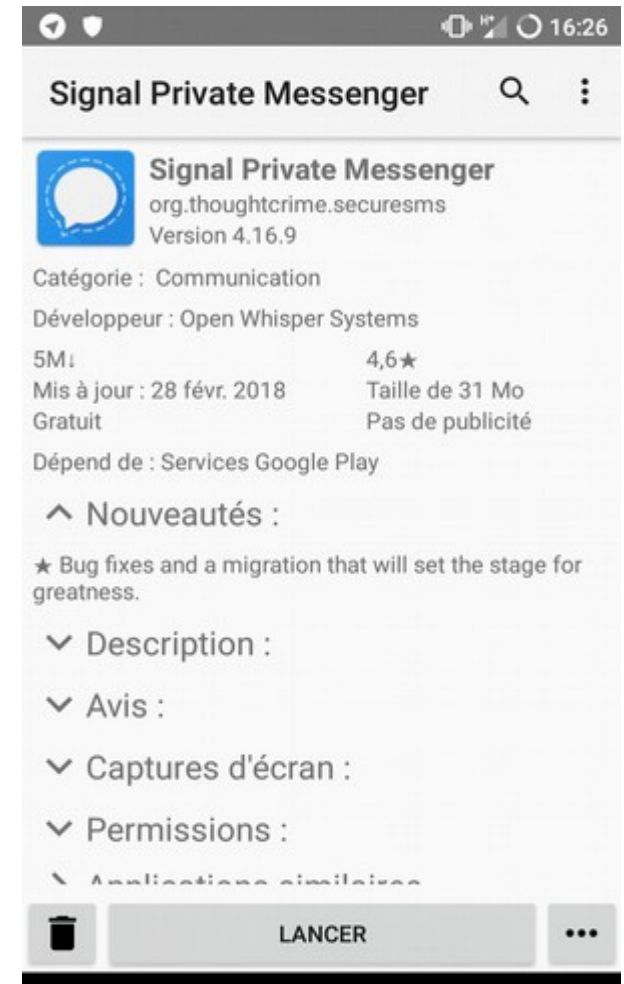 16:26
Signal Private Messenger
Signal Private Messenger
org.thoughtcrime.securesms
Version 4.16.9
Catégorie : Communication
Développeur : Open Whisper Systems
5M↓ 4,6★
Mis à jour : 28 févr. 2018 Taille de 31 Mo
Gratuit Pas de publicité
Dépend de : Services Google Play
Nouveautés :
★ Bug fixes and a migration that will set the stage for
greatness.
Description :
Avis :
Captures d'écran :
Permissions :
Applications similaires
LANCER